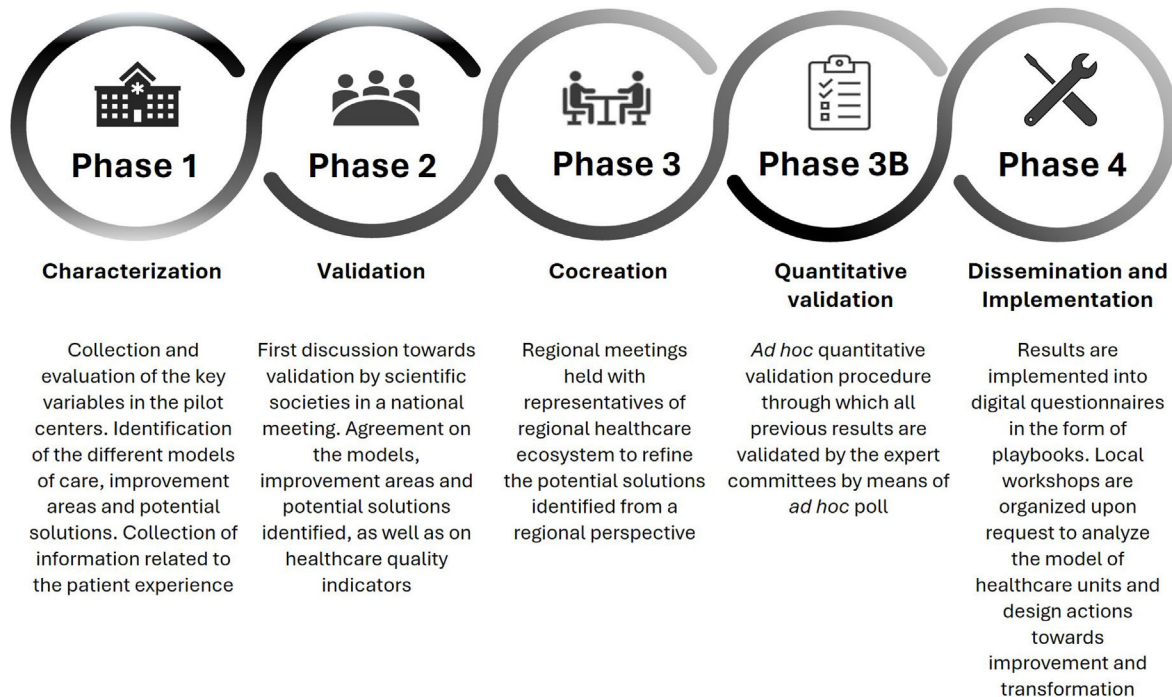 Phase 1
Characterization
Collection and
evaluation of the key
variables in the pilot
centers. Identification
of the different models
of care, improvement
areas and potential
solutions. Collection of
information related to
the patient experience
Phase 2
Validation
First discussion towards
validation by scientific
societies in a national
meeting. Agreement on
the models,
improvement areas and
potential solutions
identified, as well as on
healthcare quality
indicators
Phase 3
Cocreation
Regional meetings
held with
representatives of
regional healthcare
ecosystem to refine
the potential solutions
identified from a
regional perspective
Phase 3B
Quantitative
validation
Ad hoc quantitative
validation procedure
through which all
previous results are
validated by the expert
committees by means of
ad hoc poll
Phase 4
Dissemination and
Implementation
Results are
implemented into
digital questionnaires
in the form of
playbooks. Local
workshops are
organized upon
request to analyze
the model of
healthcare units and
design actions
towards
improvement and
transformation